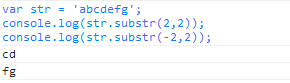 var str = 'abcdefg';
console.log(str.substr(2,2));
console.log(str.substr(-2,2));
cd
fg